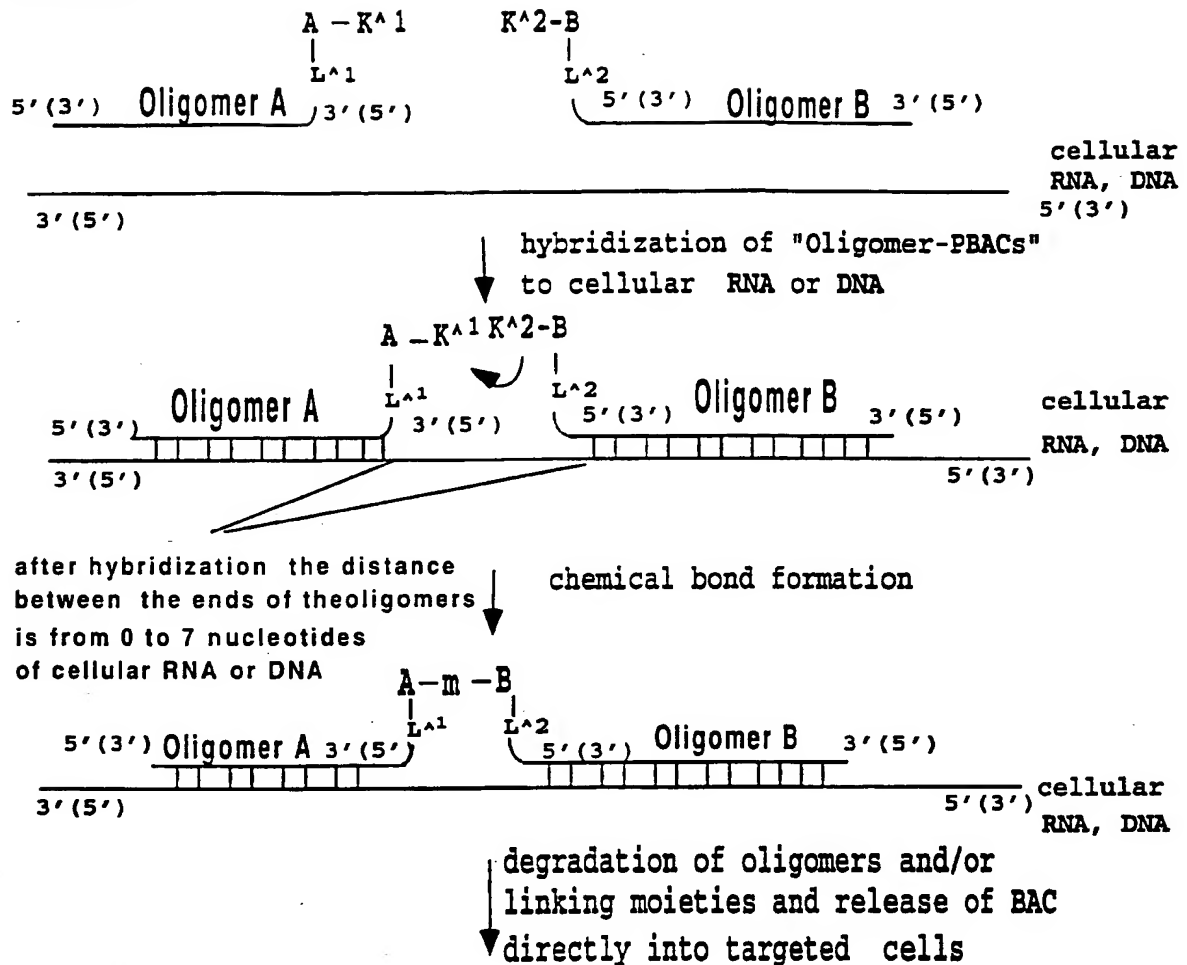 A – K^1 K^2-B
L^1 L^2
5'(3') Oligomer A 3'(5') 5'(3') Oligomer B 3'(5')
cellular
RNA, DNA
3'(5') 5'(3')
hybridization of "Oligomer-PBACs"
to cellular RNA or DNA
A – K^1 K^2-B
L^1 L^2
5'(3') Oligomer A 3'(5') 5'(3') Oligomer B 3'(5')
cellular
RNA, DNA
3'(5') 5'(3')
after hybridization the distance
between the ends of theoligomers
is from 0 to 7 nucleotides
of cellular RNA or DNA
chemical bond formation
A–m–B
L^1 L^2
5'(3') Oligomer A 3'(5') 5'(3') Oligomer B 3'(5')
3'(5') 5'(3') cellular
RNA, DNA
degradation of oligomers and/or
linking moieties and release of BAC
directly into targeted cells